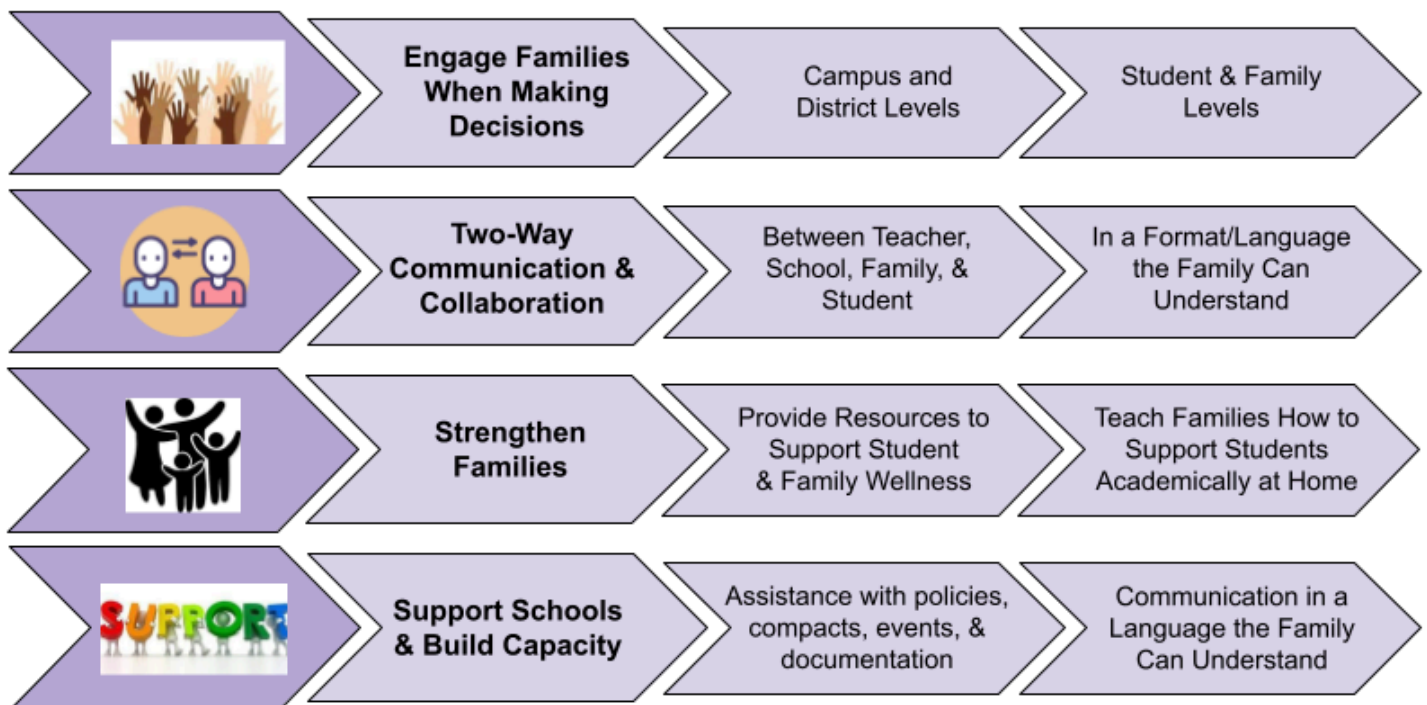 Engage Families
When Making
Decisions
Campus and
District Levels
Student & Family
Levels
Two-Way
Communication &
Collaboration
Between Teacher,
School, Family, &
Student
In a Format/Language
the Family Can
Understand
Strengthen
Families
Provide Resources to
Support Student
& Family Wellness
Teach Families How to
Support Students
Academically at Home
SUPPORT
Support Schools
& Build Capacity
Assistance with policies,
compacts, events, &
documentation
Communication in a
Language the Family
Can Understand